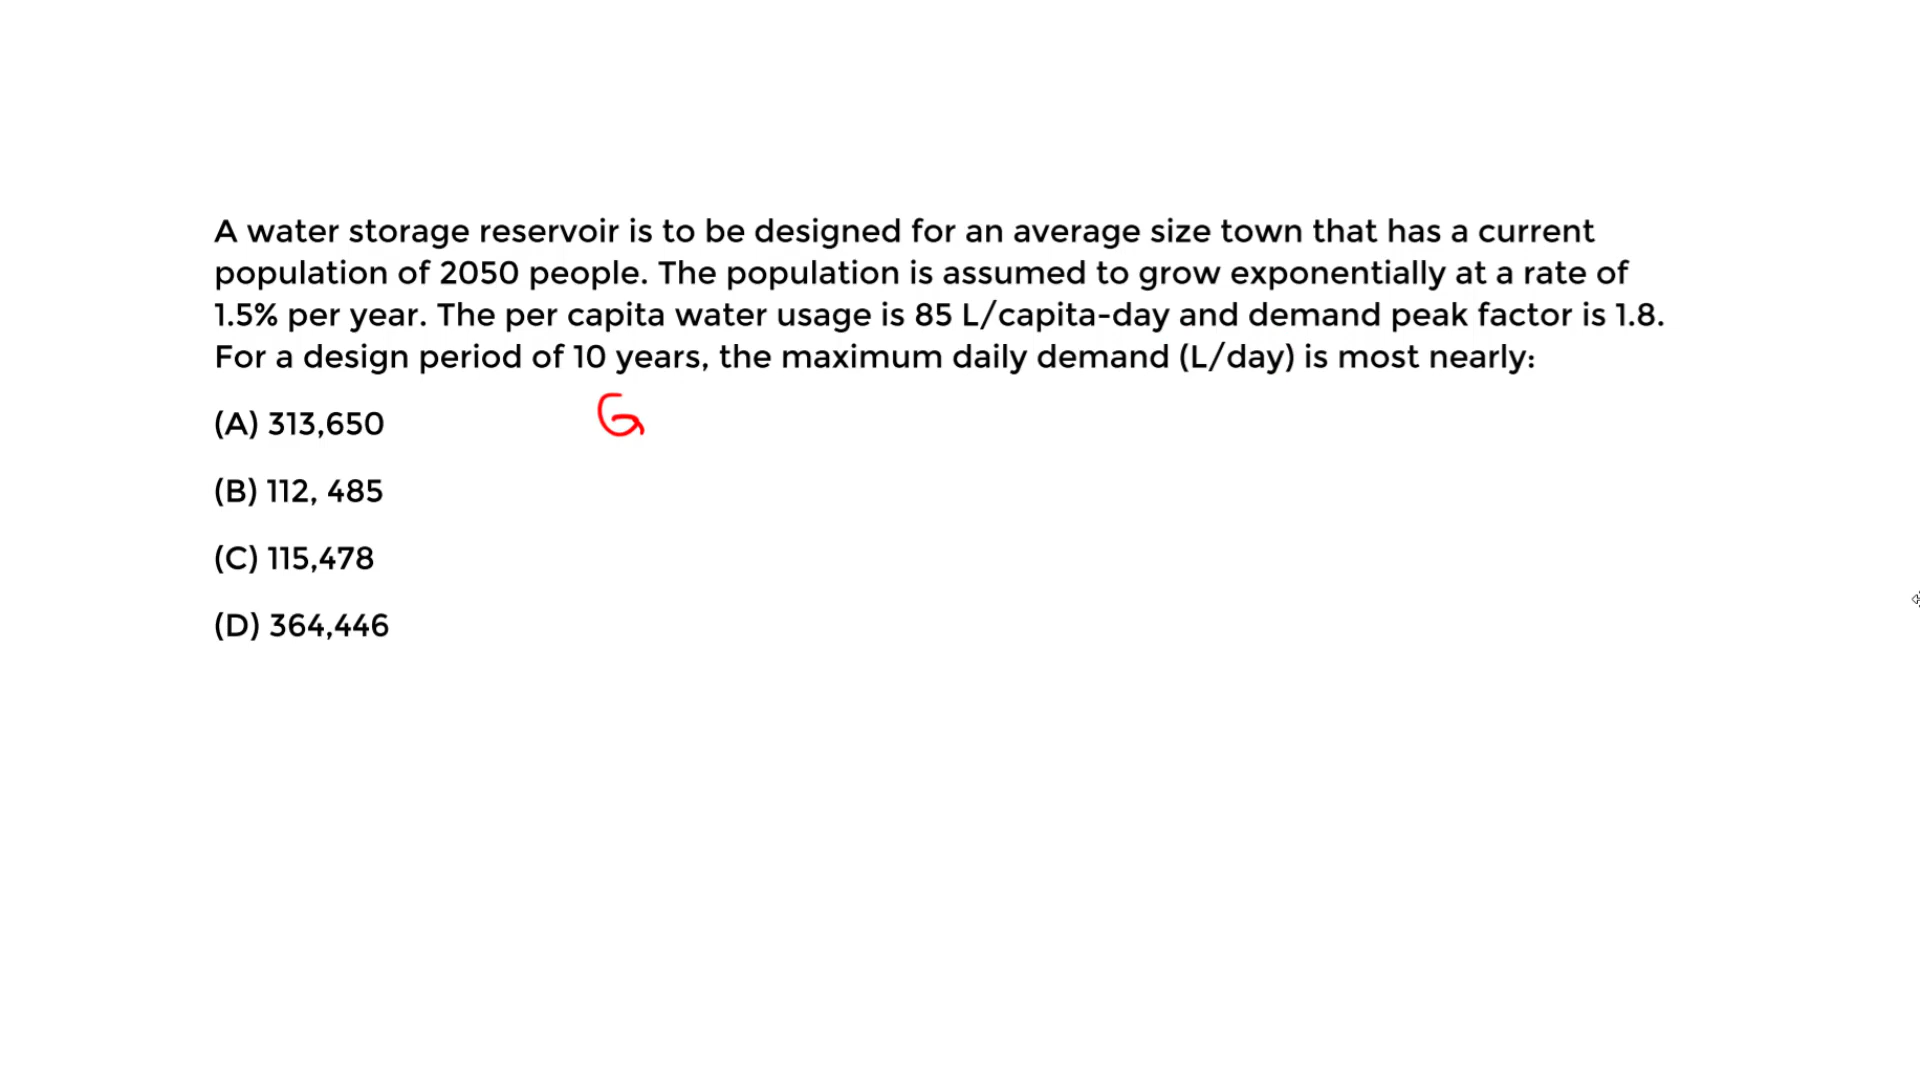 A water storage reservoir is to be designed for an average size town that has a current
population of 2050 people. The population is assumed to grow exponentially at a rate of
1.5% per year. The per capita water usage is 85 L/capita-day and demand peak factor is 1.8.
For a design period of 10 years, the maximum daily demand (L/day) is most nearly:
(A) 313,650
G
(B) 112, 485
(C) 115,478
(D) 364,446